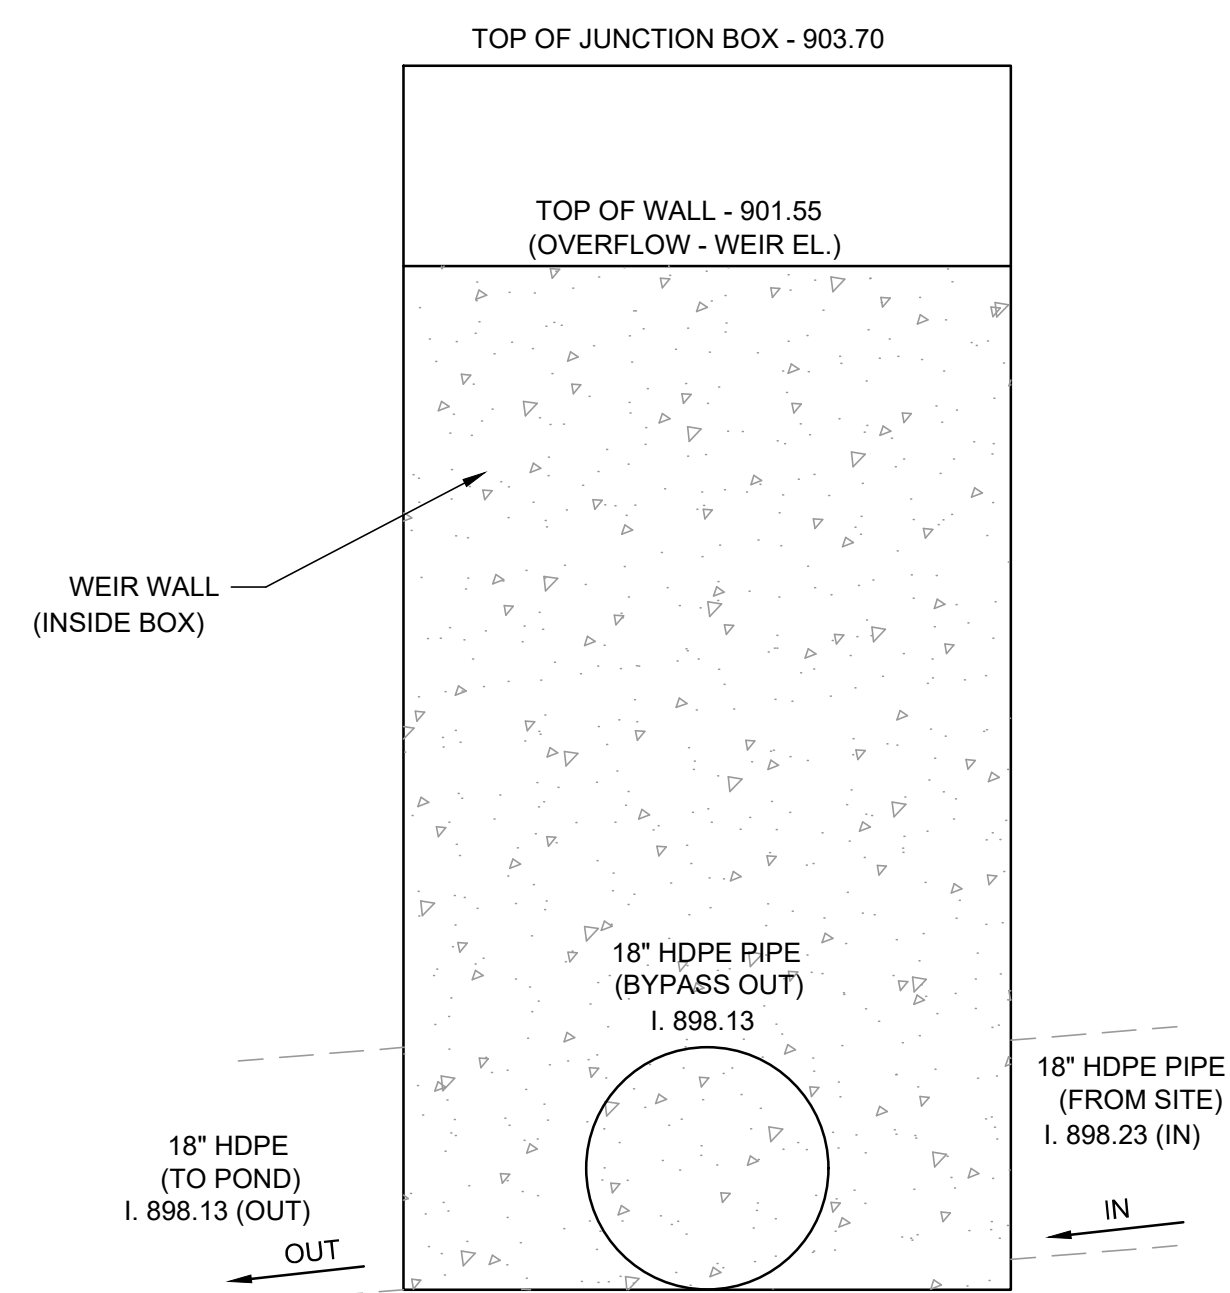 TOP OF JUNCTION BOX - 903.70
TOP OF WALL - 901.55
(OVERFLOW - WEIR EL.)
WEIR WALL
(INSIDE BOX)
18" HDPE PIPE
(BYPASS OUT)
I. 898.13
18" HDPE PIPE
(FROM SITE)
I. 898.23 (IN)
IN
18" HDPE
(TO POND)
I. 898.13 (OUT)
OUT